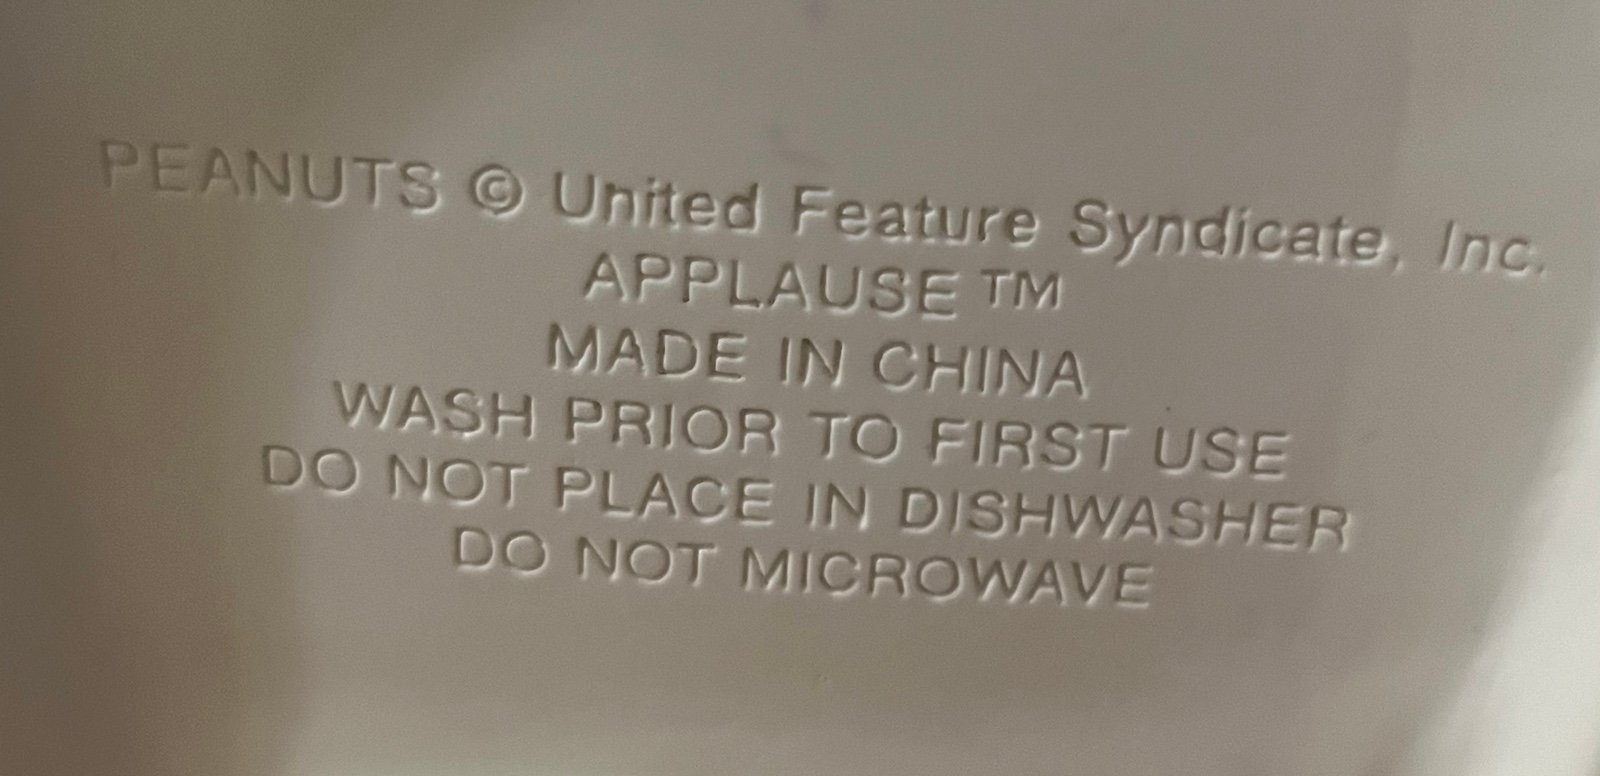 PEANUTS © United Feature Syndicate, Inc.
APPLAUSE ™
MADE IN CHINA
WASH PRIOR TO FIRST USE
DO NOT PLACE IN DISHWASHER
DO NOT MICROWAVE